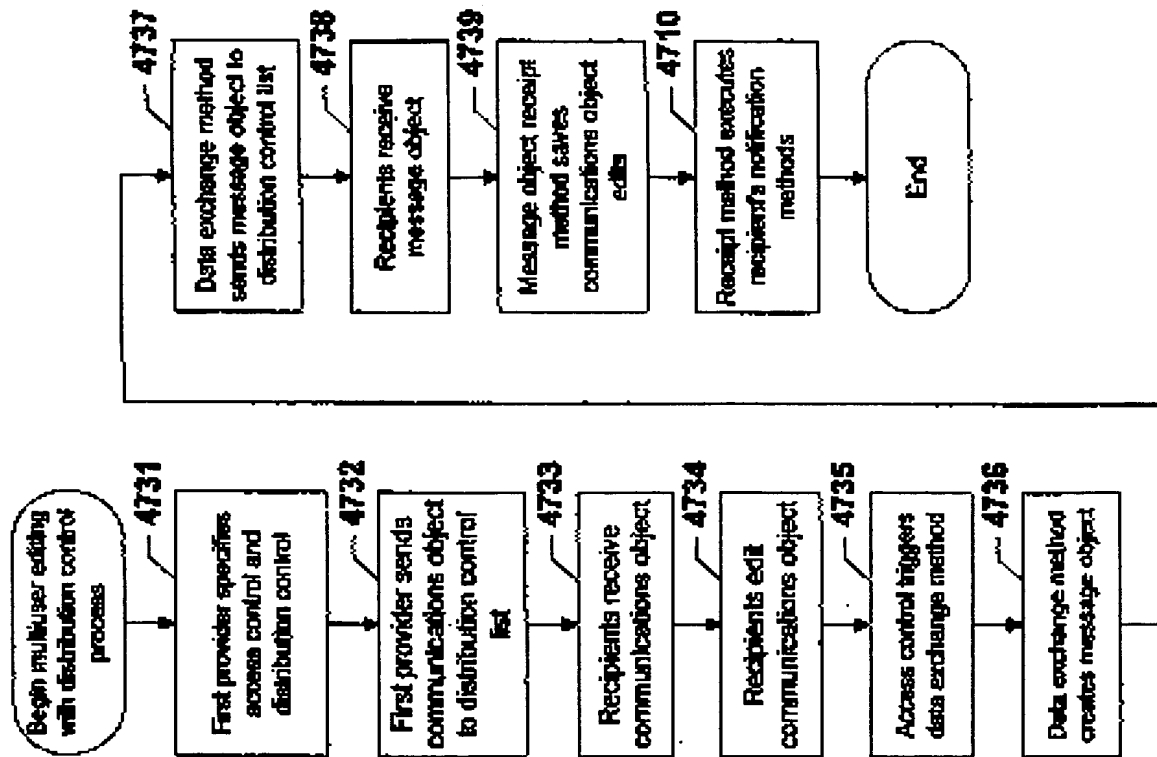 Begin multiuser editing
with distribution control
process
4731
First provider specifies
access control and
distribution control
4732
First provider sends
communications object
to distribution control
list
4733
Recipients receive
communications object
4734
Recipients edit
communications object
4735
Access control triggers
data exchange method
4736
Data exchange method
creates message object
4737
Data exchange method
sends message object to
distribution control list
4738
Recipients receive
message object
4739
Message object receipt
method saves
communications object
edits
4710
Receipt method executes
recipient's notification
methods
End